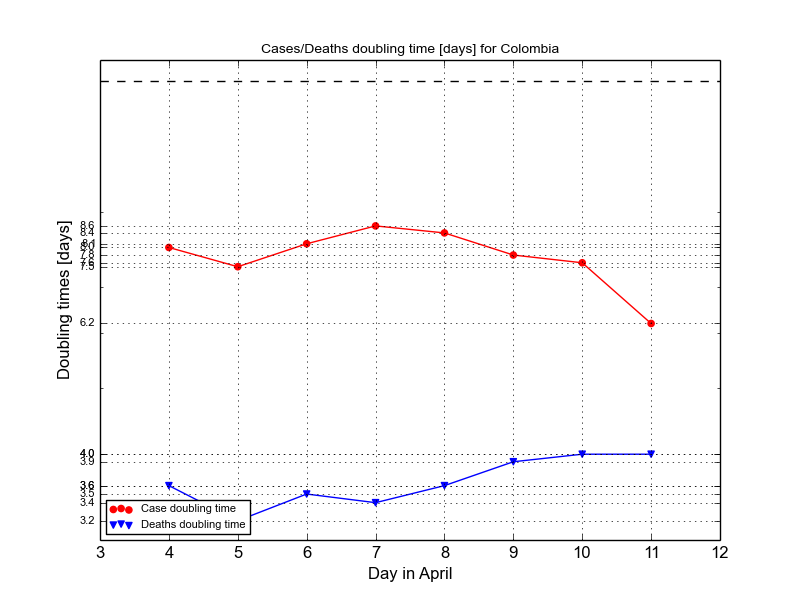 Cases/Deaths doubling time [days] for Colombia
Doubling times [days]
8.6
8.4
8.1
8.0
7.8
7.6
7.5
6.2
4.0
3.9
3.6
3.5
3.4
3.2
Case doubling time
Deaths doubling time
3 4 5 6 7 8 9 10 11 12
Day in April